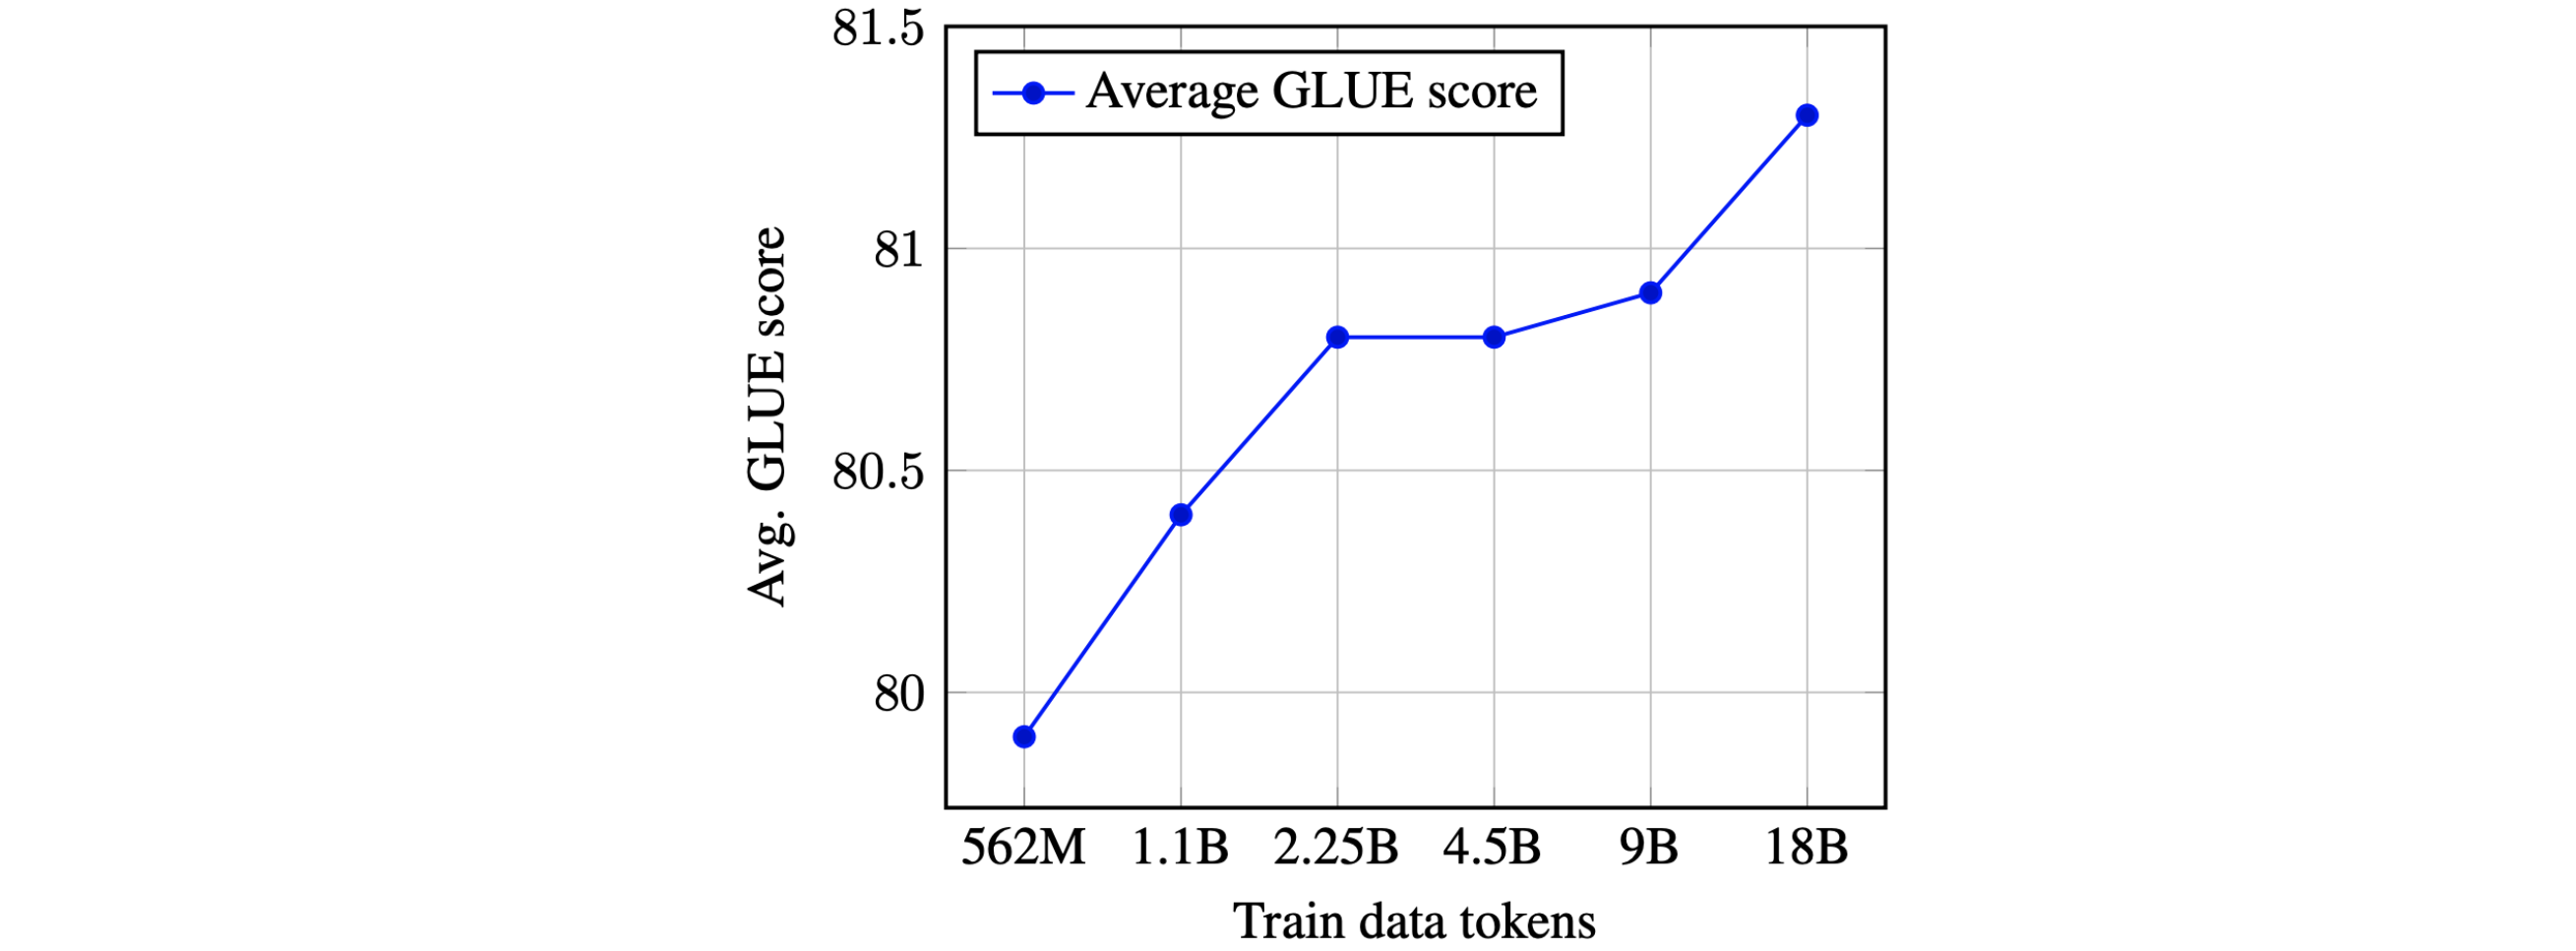 81.5
Average GLUE score
81
80.5
80
Avg. GLUE score
562M 1.1B 2.25B 4.5B 9B 18B
Train data tokens